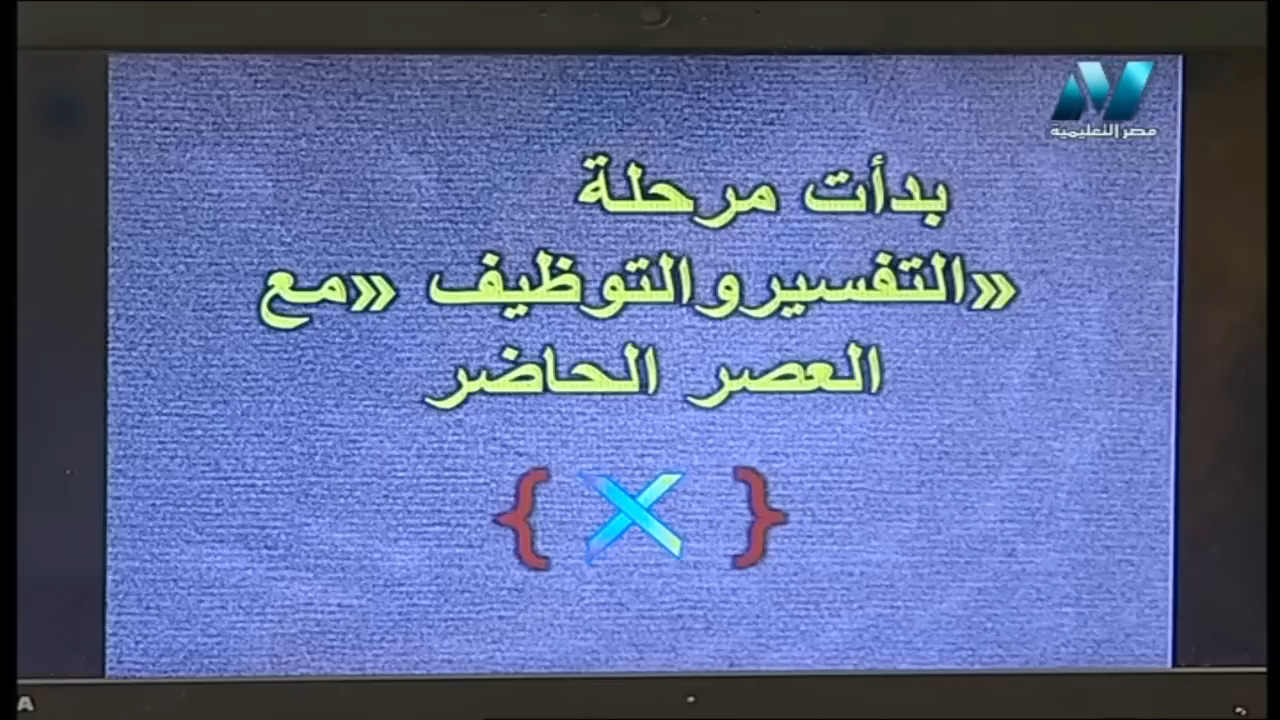 مصر التعليمية
بدأت مرحلة
«التفسيروالتوظيف «مع
العصر الحاضر
{ X }
A